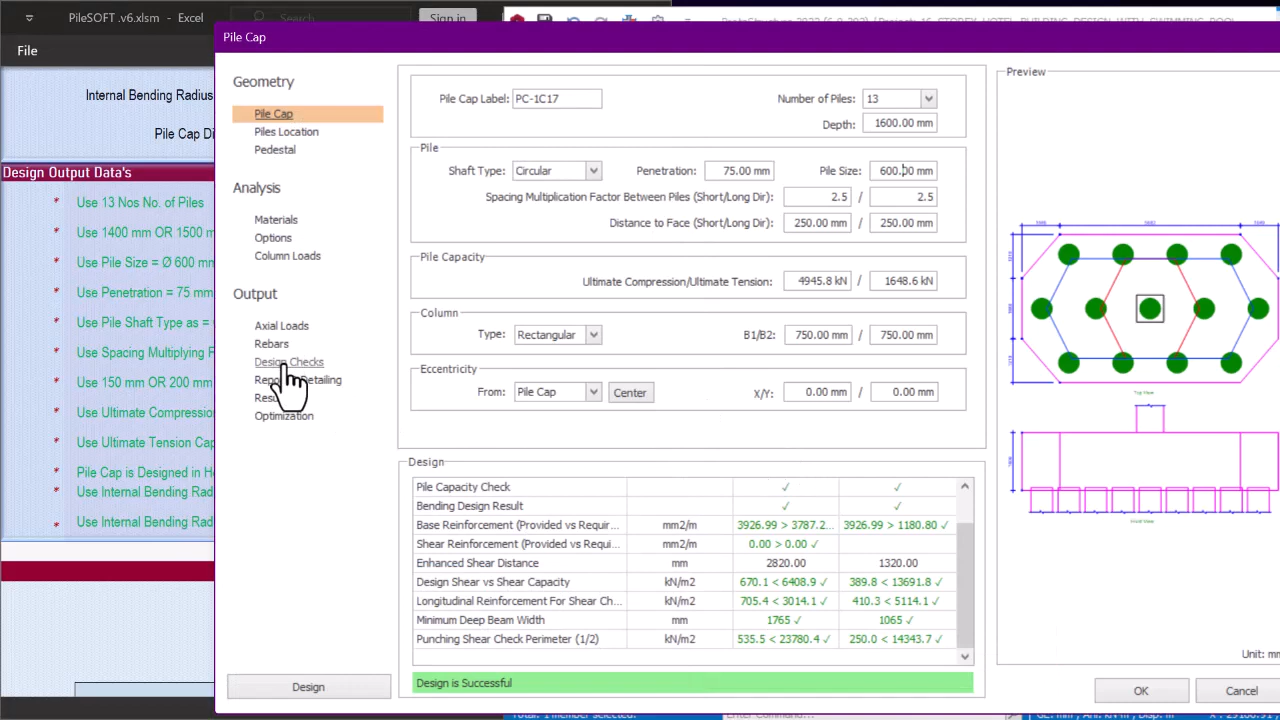 PileSOFT .v6.xlsm - Excel
Search
Sign in
File
Internal Bending Radius
Pile Cap Di
Design Output Data's
* Use 13 Nos No. of Piles
* Use 1400 mm OR 1500 m
* Use Pile Size = Ø 600 mm
* Use Penetration = 75 mm
* Use Pile Shaft Type as =
* Use Spacing Multiplying F
* Use 150 mm OR 200 mm
* Use Ultimate Compression
* Use Ultimate Tension Cap
* Pile Cap is Designed in He
* Use Internal Bending Rad
* Use Internal Bending Rad
Pile Cap
Geometry
Pile Cap
Piles Location
Pedestal
Analysis
Materials
Options
Column Loads
Output
Axial Loads
Rebars
Design Checks
Detailing
Optimization
Design
Pile Cap Label: PC-1C17
Number of Piles: 13
Depth: 1600.00 mm
Pile
Shaft Type: Circular
Penetration: 75.00 mm
Pile Size: 600.00 mm
Spacing Multiplication Factor Between Piles (Short/Long Dir): 2.5 / 2.5
Distance to Face (Short/Long Dir): 250.00 mm / 250.00 mm
Pile Capacity
Ultimate Compression/Ultimate Tension: 4945.8 kN / 1648.6 kN
Column
Type: Rectangular
B1/B2: 750.00 mm / 750.00 mm
Eccentricity
From: Pile Cap
Center
X/Y: 0.00 mm / 0.00 mm
Design
Pile Capacity Check ✓ ✓
Bending Design Result ✓ ✓
Base Reinforcement (Provided vs Requir... mm2/m 3926.99 > 3787.2... 3926.99 > 1180.80 ✓
Shear Reinforcement (Provided vs Requi... mm2/m 0.00 > 0.00 ✓
Enhanced Shear Distance mm 2820.00 1320.00
Design Shear vs Shear Capacity kN/m2 670.1 < 6408.9 ✓ 389.8 < 13691.8 ✓
Longitudinal Reinforcement For Shear Ch... kN/m2 705.4 < 3014.1 ✓ 410.3 < 5114.1 ✓
Minimum Deep Beam Width mm 1765 ✓ 1065 ✓
Punching Shear Check Perimeter (1/2) kN/m2 535.5 < 23780.4 ✓ 250.0 < 14343.7 ✓
Design is Successful
Preview
Top View
Front View
Unit: mm
OK
Cancel